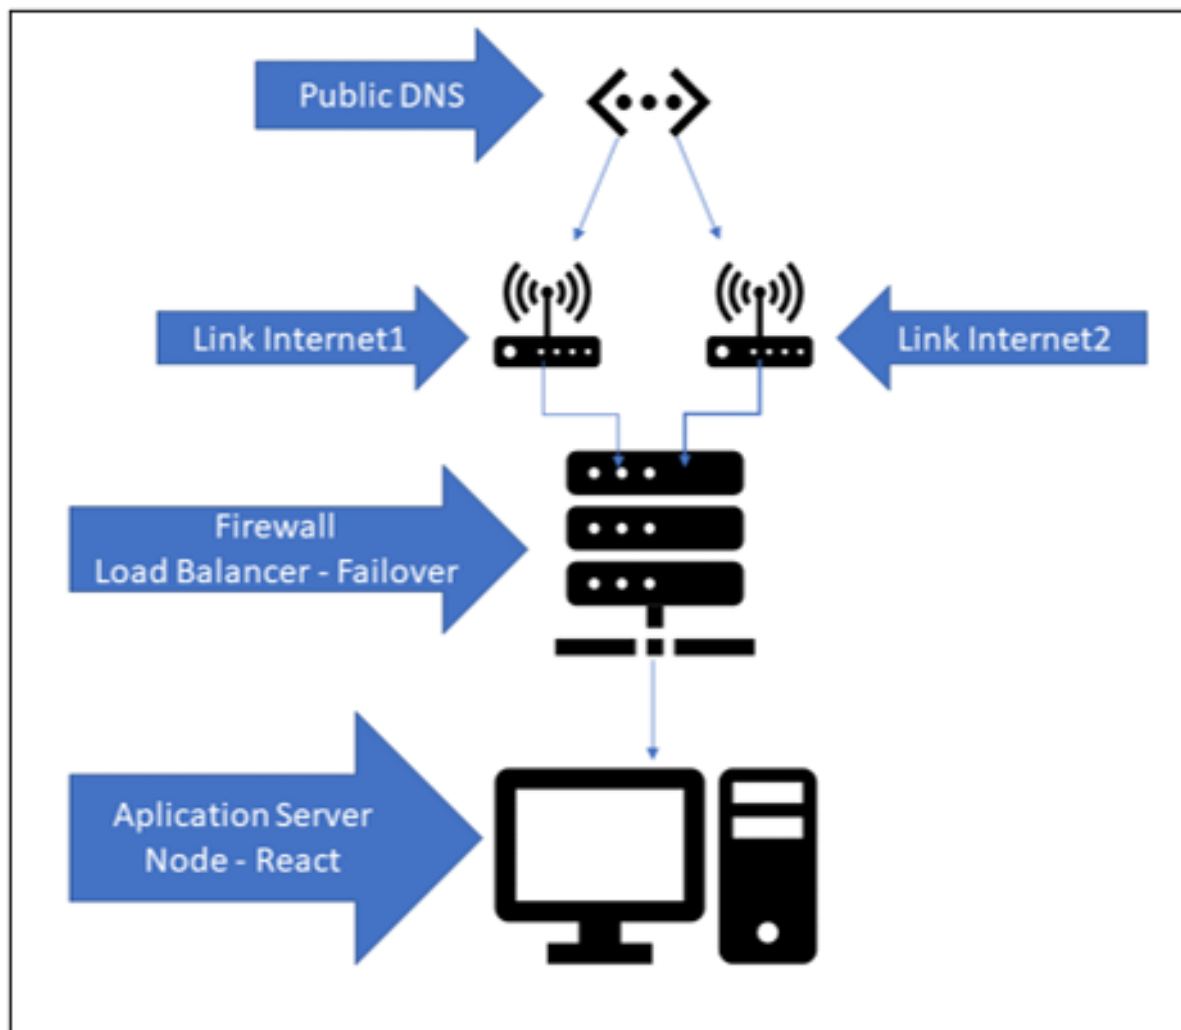 Public DNS
Link Internet1
Link Internet2
Firewall
Load Balancer - Failover
Aplication Server
Node - React